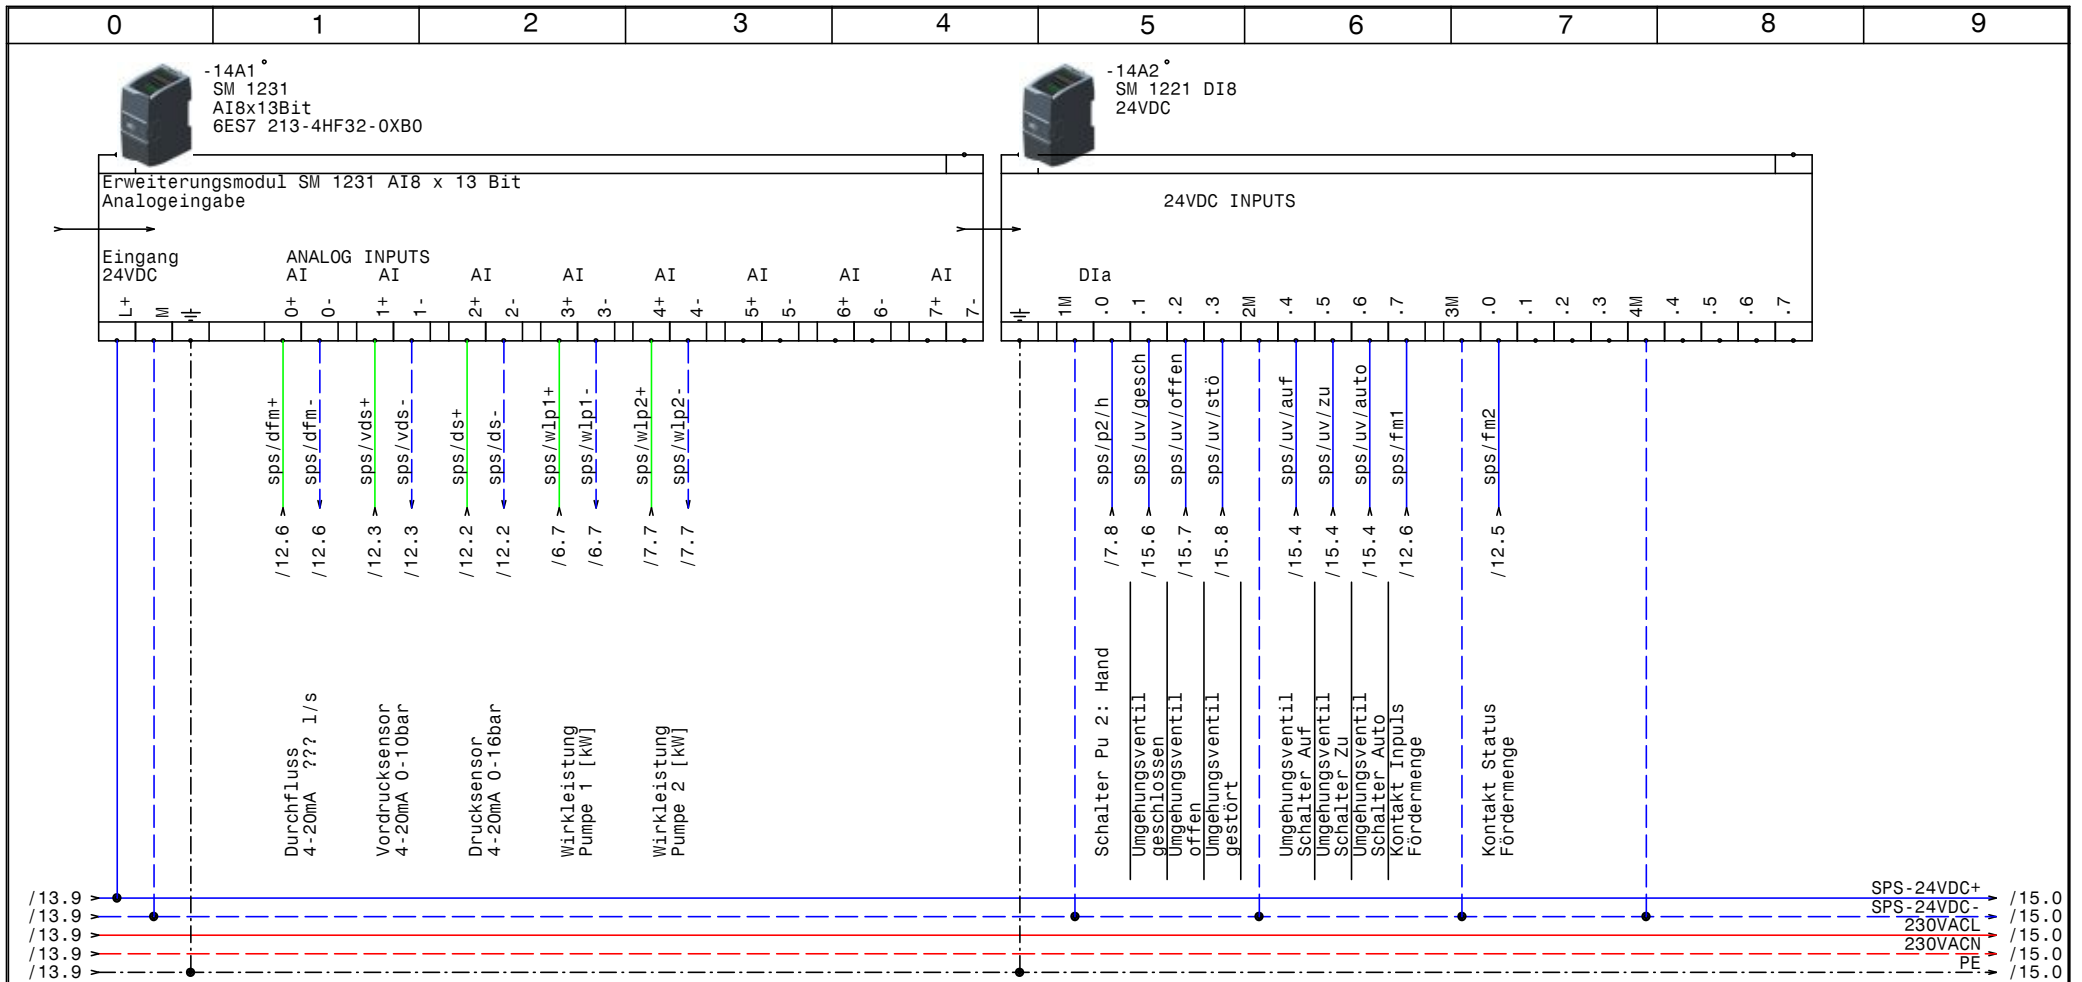 0 1 2 3 4 5 6 7 8 9
-14A1°
SM 1231
AI8x13Bit
6ES7 213-4HF32-0XB0
-14A2°
SM 1221 DI8
24VDC
Erweiterungsmodul SM 1231 AI8 x 13 Bit
Analogeingabe
24VDC INPUTS
Eingang
24VDC
ANALOG INPUTS
AI AI AI AI AI AI AI AI
DIa
L+ M 0+ 0- 1+ 1- 2+ 2- 3+ 3- 4+ 4- 5+ 5- 6+ 6- 7+ 7-
1M .0 .1 .2 .3 2M .4 .5 .6 .7 3M .0 .1 .2 .3 4M .4 .5 .6 .7
sps/dfm+
sps/dfm-
sps/vds+
sps/vds-
sps/ds+
sps/ds-
sps/wlp1+
sps/wlp1-
sps/wlp2+
sps/wlp2-
sps/p2/h
sps/uv/gesch
sps/uv/offen
sps/uv/stö
sps/uv/auf
sps/uv/zu
sps/uv/auto
sps/fm1
sps/fm2
/12.6
/12.6
/12.3
/12.3
/12.2
/12.2
/6.7
/6.7
/7.7
/7.7
/7.8
/15.6
/15.7
/15.8
/15.4
/15.4
/15.4
/12.6
/12.5
Durchfluss
4-20mA ??? l/s
Vordrucksensor
4-20mA 0-10bar
Drucksensor
4-20mA 0-16bar
Wirkleistung
Pumpe 1 [kW]
Wirkleistung
Pumpe 2 [kW]
Schalter Pu 2: Hand
Umgehungsventil
geschlossen
Umgehungsventil
offen
Umgehungsventil
gestört
Umgehungsventil
Schalter Auf
Umgehungsventil
Schalter Zu
Umgehungsventil
Schalter Auto
Kontakt Inpuls
Fördermenge
Kontakt Status
Fördermenge
/13.9 SPS-24VDC+ /15.0
/13.9 SPS-24VDC- /15.0
/13.9 230VACL /15.0
/13.9 230VACN /15.0
/13.9 PE /15.0